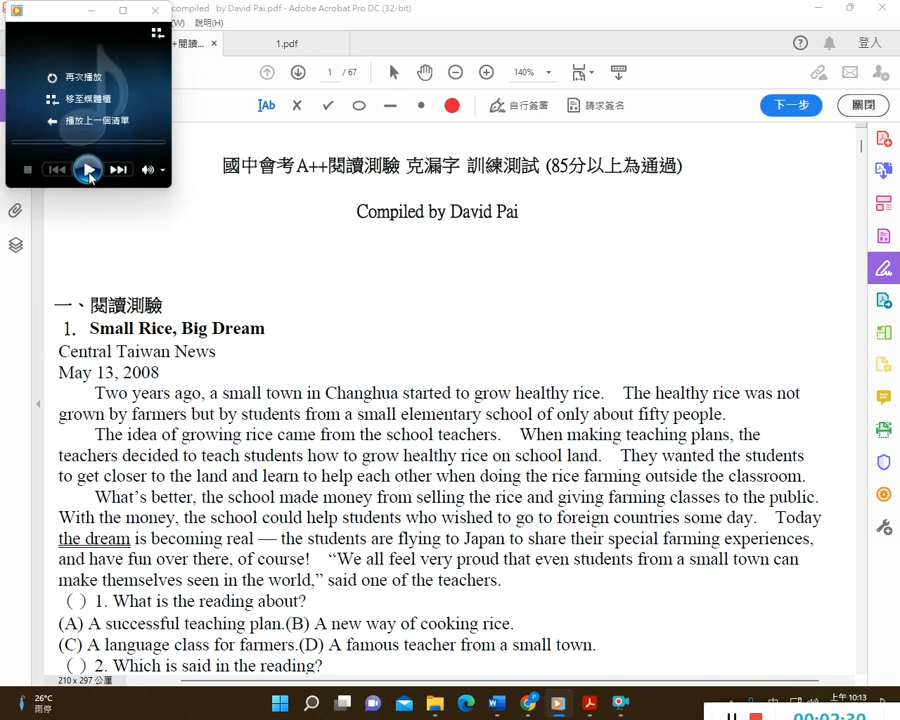 compiled by David Pai.pdf - Adobe Acrobat Pro DC (32-bit)
(W) 說明(H)
+閱讀... ×
1.pdf
登入
再次播放
移至媒體櫃
播放上一個清單
1 / 67
140%
Ab
自行簽署
請求簽名
下一步
關閉
國中會考A++閱讀測驗 克漏字 訓練測試 (85分以上為通過)
Compiled by David Pai
一、閱讀測驗
1. Small Rice, Big Dream
Central Taiwan News
May 13, 2008
Two years ago, a small town in Changhua started to grow healthy rice. The healthy rice was not
grown by farmers but by students from a small elementary school of only about fifty people.
The idea of growing rice came from the school teachers. When making teaching plans, the
teachers decided to teach students how to grow healthy rice on school land. They wanted the students
to get closer to the land and learn to help each other when doing the rice farming outside the classroom.
What's better, the school made money from selling the rice and giving farming classes to the public.
With the money, the school could help students who wished to go to foreign countries some day. Today
the dream is becoming real — the students are flying to Japan to share their special farming experiences,
and have fun over there, of course! “We all feel very proud that even students from a small town can
make themselves seen in the world,” said one of the teachers.
( ) 1. What is the reading about?
(A) A successful teaching plan.(B) A new way of cooking rice.
(C) A language class for farmers.(D) A famous teacher from a small town.
( ) 2. Which is said in the reading?
210 x 297 公厘
26°C
雨停
上午 10:13
00:02:30